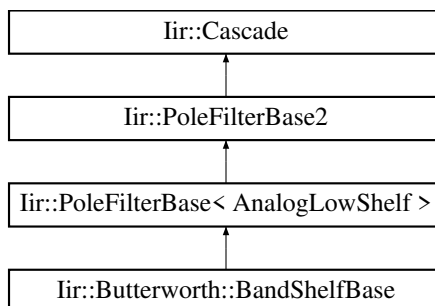 Iir::Cascade
Iir::PoleFilterBase2
Iir::PoleFilterBase< AnalogLowShelf >
Iir::Butterworth::BandShelfBase